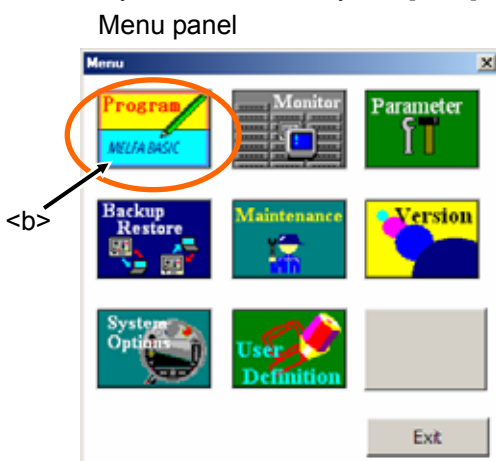 Menu panel
Menu
Program
MELFA BASIC
Monitor
Parameter
<b>
Backup
Restore
Maintenance
Version
System
Options
User
Definition
Exit